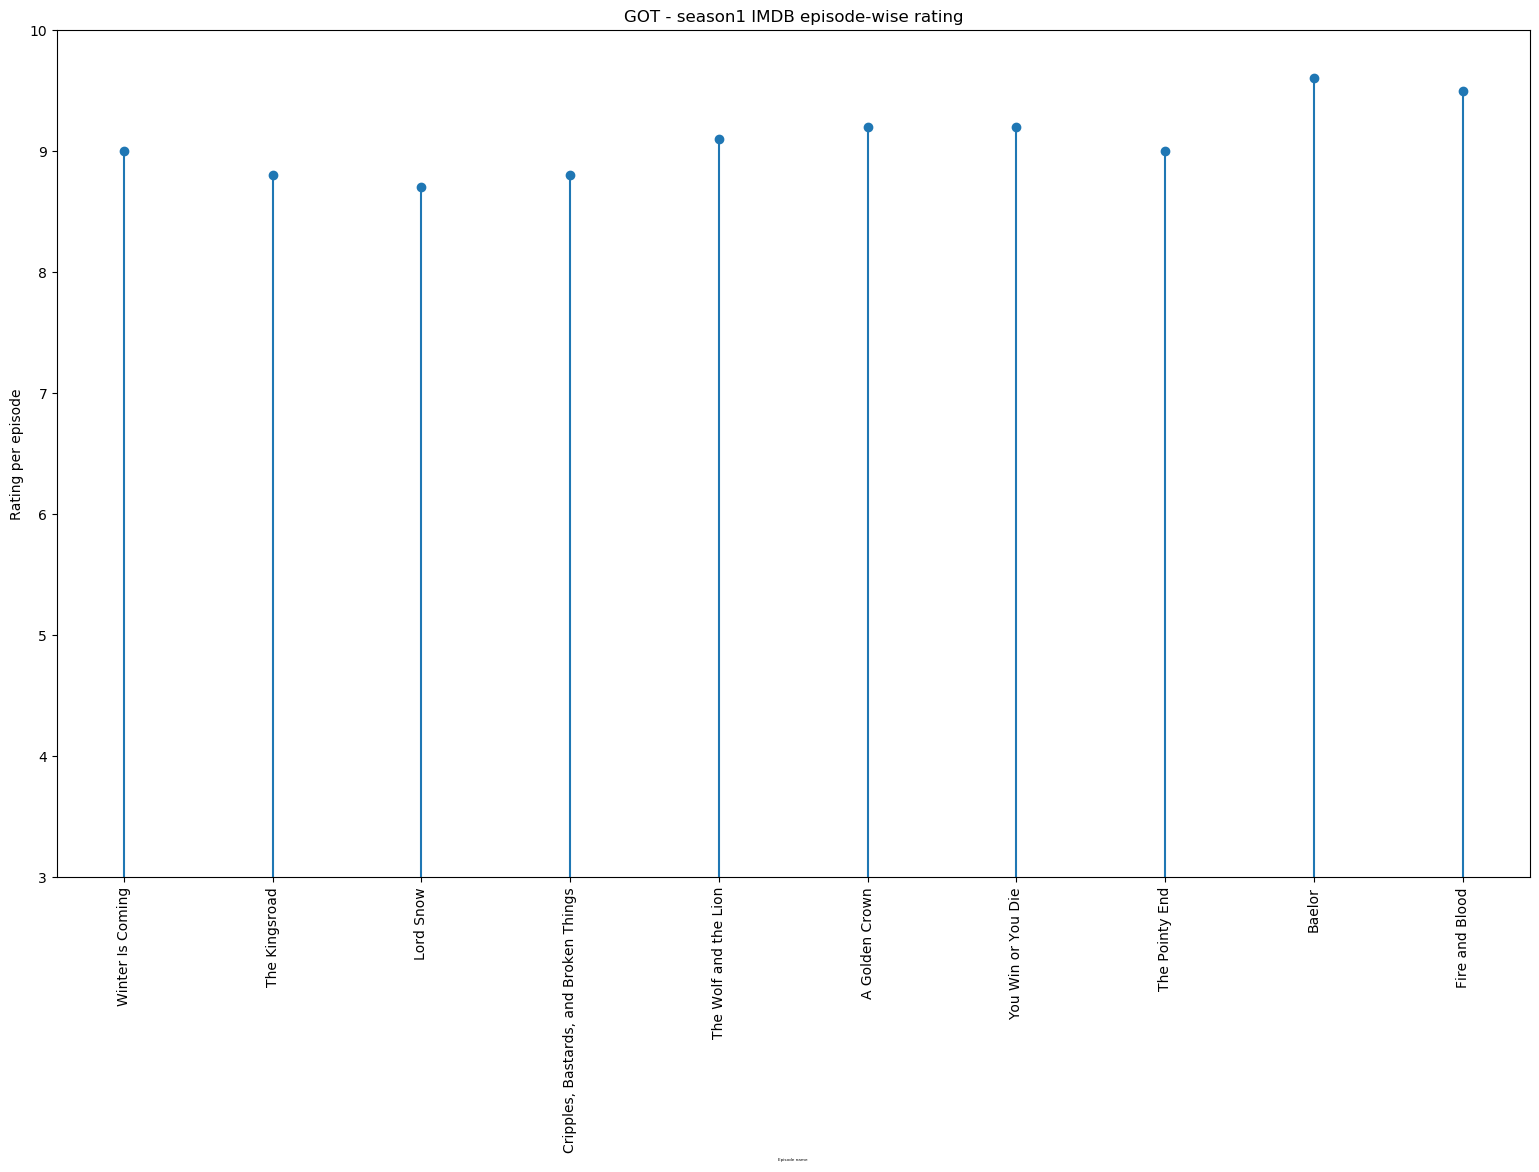 GOT - season1 IMDB episode-wise rating
10
9
8
7
6
5
4
3
Rating per episode
Winter Is Coming
The Kingsroad
Lord Snow
Cripples, Bastards, and Broken Things
The Wolf and the Lion
A Golden Crown
You Win or You Die
The Pointy End
Baelor
Fire and Blood
Episode name